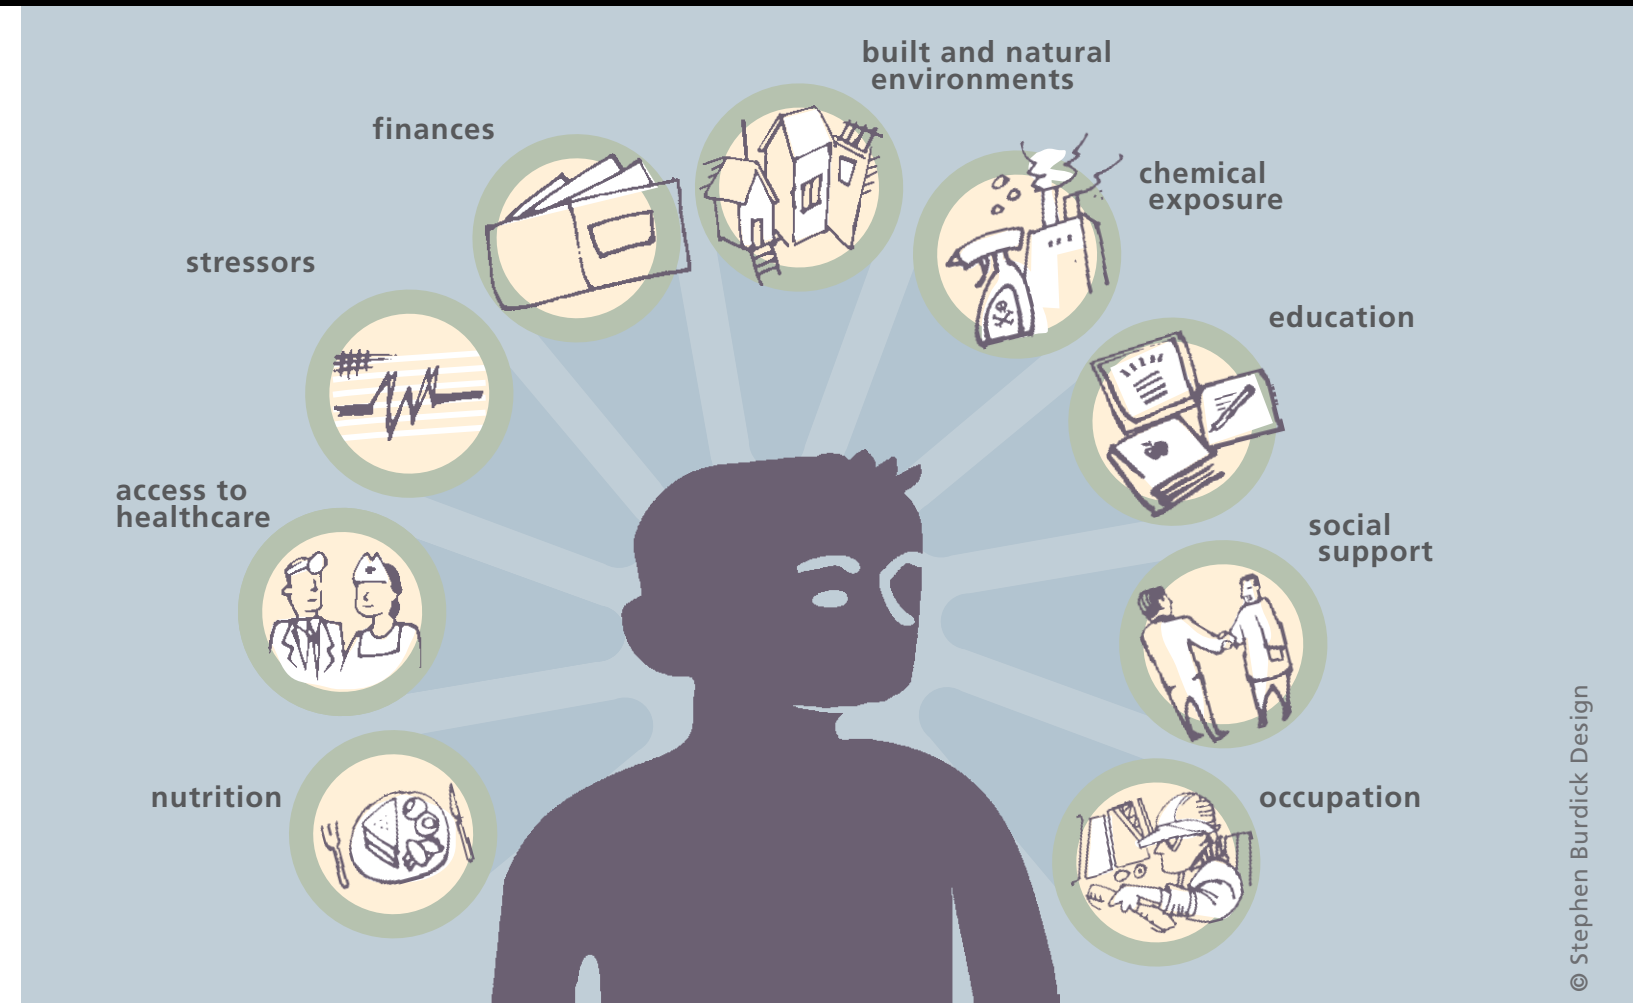 built and natural
environments
finances
chemical
exposure
stressors
education
access to
healthcare
social
support
nutrition
occupation
© Stephen Burdick Design